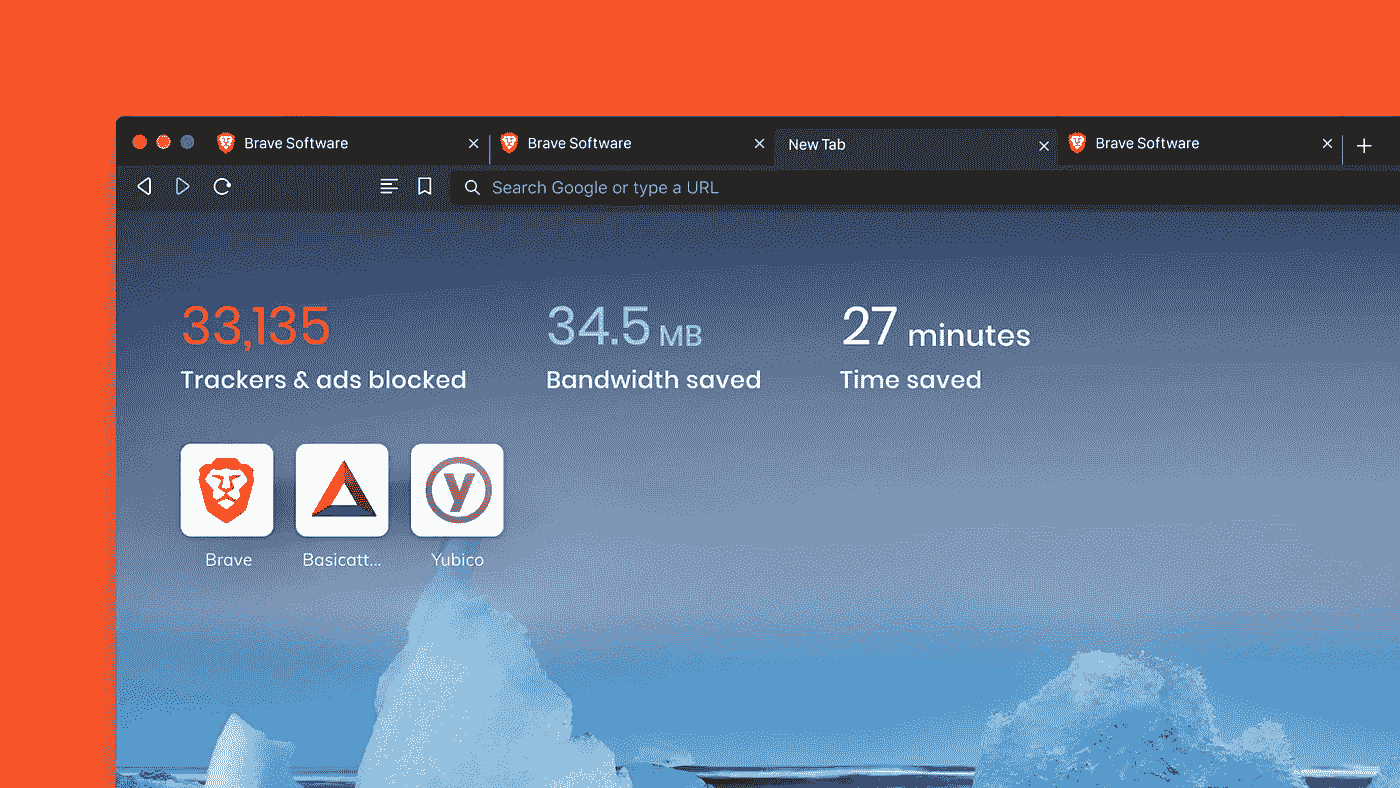 Brave Software
Brave Software
New Tab
Brave Software
Search Google or type a URL
33,135
34.5 MB
27 minutes
Trackers & ads blocked
Bandwidth saved
Time saved
y
Brave
Basicatt...
Yubico